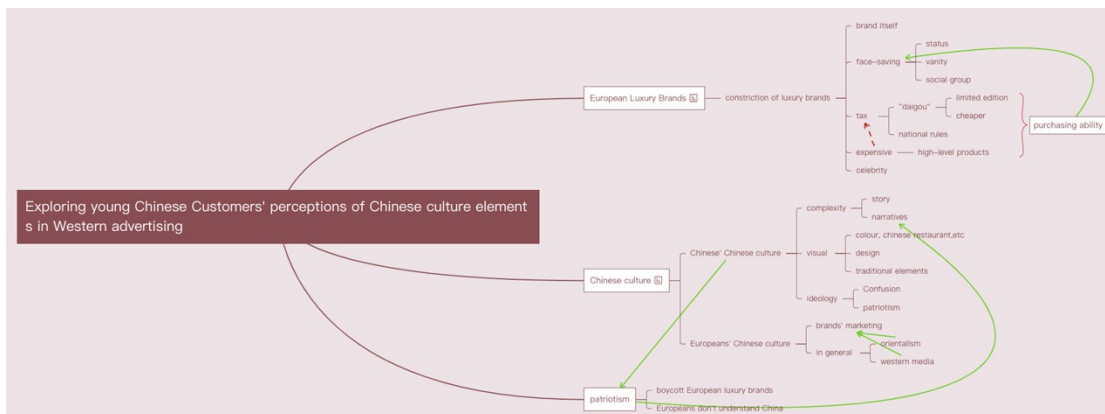 Exploring young Chinese Customers' perceptions of Chinese culture element
s in Western advertising
European Luxury Brands
constriction of luxury brands
brand itself
face-saving
status
vanity
social group
tax
"daigou"
limited edition
cheaper
national rules
expensive
high-level products
celebrity
purchasing ability
Chinese culture
Chinese' Chinese culture
complexity
story
narratives
visual
colour, chinese restaurant,etc
design
traditional elements
ideology
Confusion
patriotism
Europeans' Chinese culture
brands' marketing
in general
orientalism
western media
patriotism
boycott European luxury brands
Europeans don't understand China